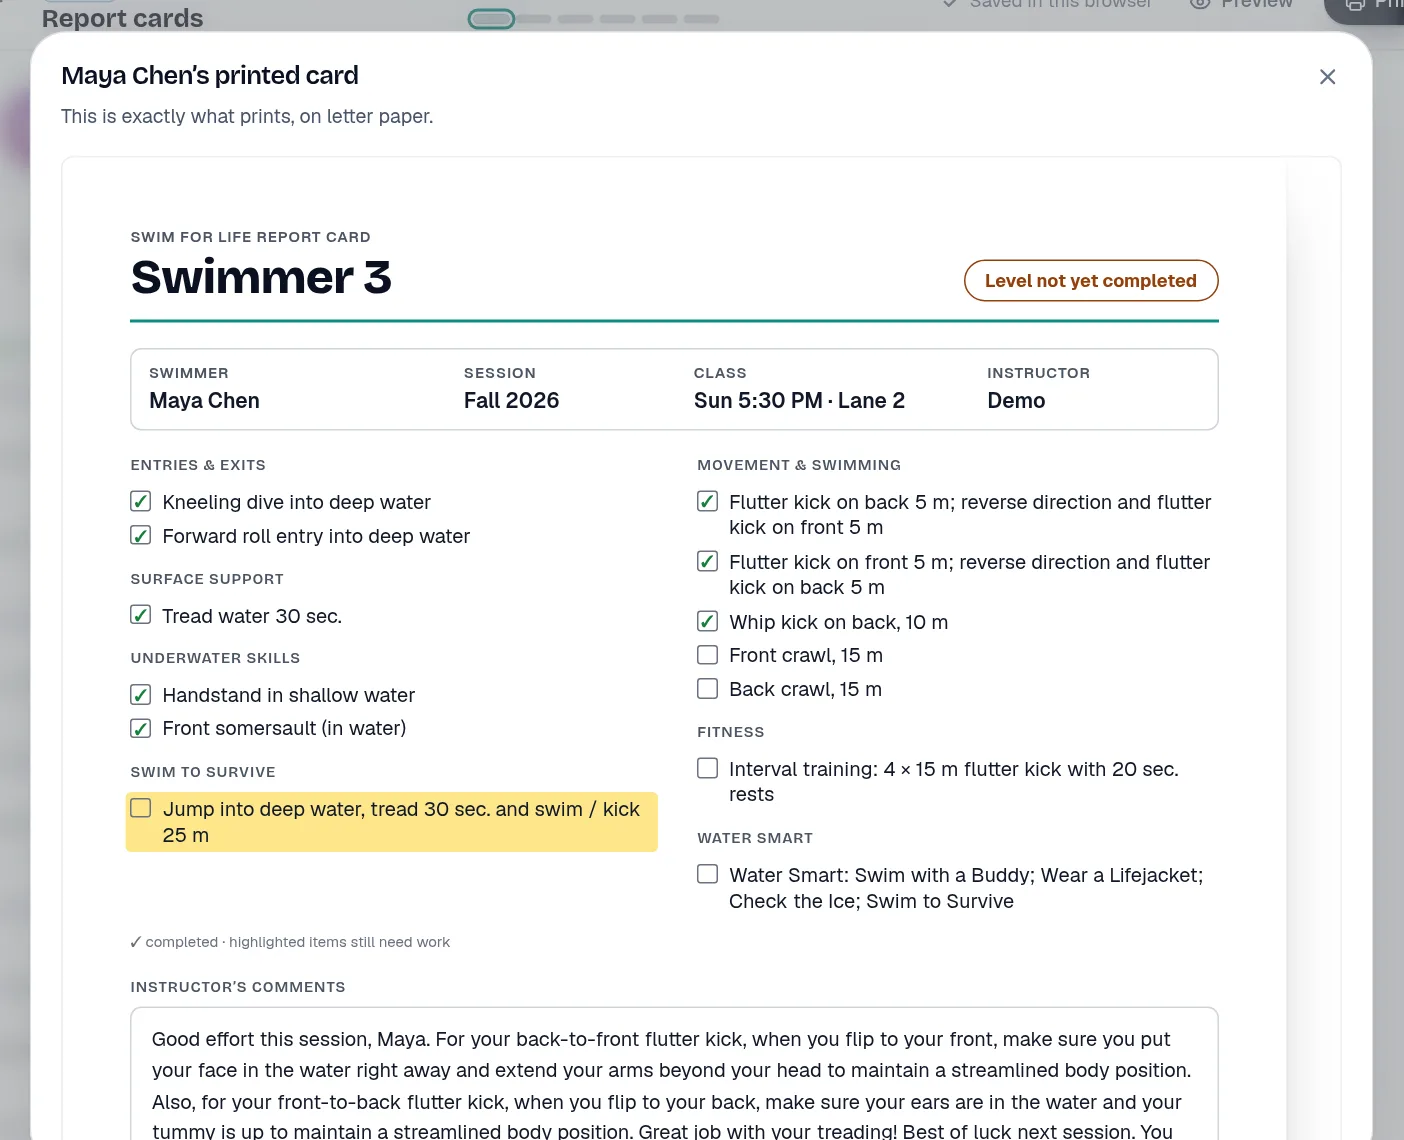 Report cards
Saved in this browser
Preview
Maya Chen's printed card
This is exactly what prints, on letter paper.
SWIM FOR LIFE REPORT CARD
Swimmer 3
Level not yet completed
SWIMMER
Maya Chen
SESSION
Fall 2026
CLASS
Sun 5:30 PM · Lane 2
INSTRUCTOR
Demo
ENTRIES & EXITS
✓ Kneeling dive into deep water
✓ Forward roll entry into deep water
SURFACE SUPPORT
✓ Tread water 30 sec.
UNDERWATER SKILLS
✓ Handstand in shallow water
✓ Front somersault (in water)
SWIM TO SURVIVE
Jump into deep water, tread 30 sec. and swim / kick
25 m
MOVEMENT & SWIMMING
✓ Flutter kick on back 5 m; reverse direction and flutter
kick on front 5 m
✓ Flutter kick on front 5 m; reverse direction and flutter
kick on back 5 m
✓ Whip kick on back, 10 m
Front crawl, 15 m
Back crawl, 15 m
FITNESS
Interval training: 4 × 15 m flutter kick with 20 sec.
rests
WATER SMART
Water Smart: Swim with a Buddy; Wear a Lifejacket;
Check the Ice; Swim to Survive
✓ completed · highlighted items still need work
INSTRUCTOR'S COMMENTS
Good effort this session, Maya. For your back-to-front flutter kick, when you flip to your front, make sure you put
your face in the water right away and extend your arms beyond your head to maintain a streamlined body position.
Also, for your front-to-back flutter kick, when you flip to your back, make sure your ears are in the water and your
tummy is up to maintain a streamlined body position. Great job with your treading! Best of luck next session. You